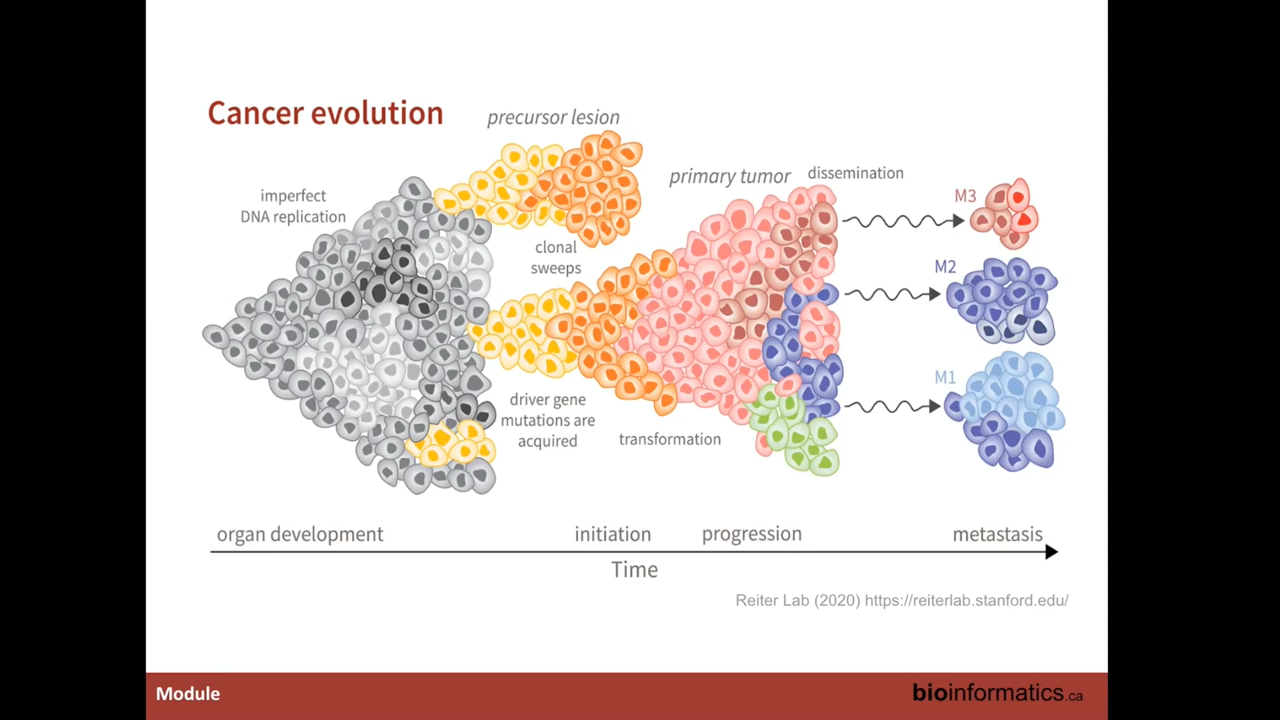 Cancer evolution
precursor lesion
primary tumor
dissemination
imperfect
DNA replication
M3
clonal
sweeps
M2
M1
driver gene
mutations are
acquired
transformation
organ development
initiation
progression
metastasis
Time
Reiter Lab (2020) https://reiterlab.stanford.edu/
Module
bioinformatics.ca